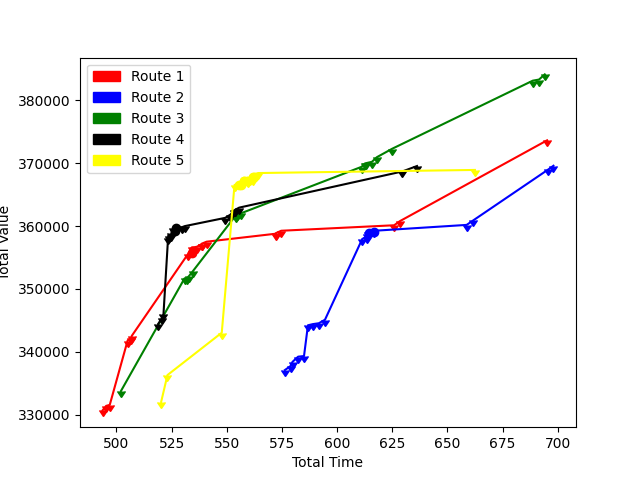 Route 1
Route 2
Route 3
Route 4
Route 5
380000
370000
360000
350000
340000
330000
Total Value
500
525
550
575
600
625
650
675
700
Total Time